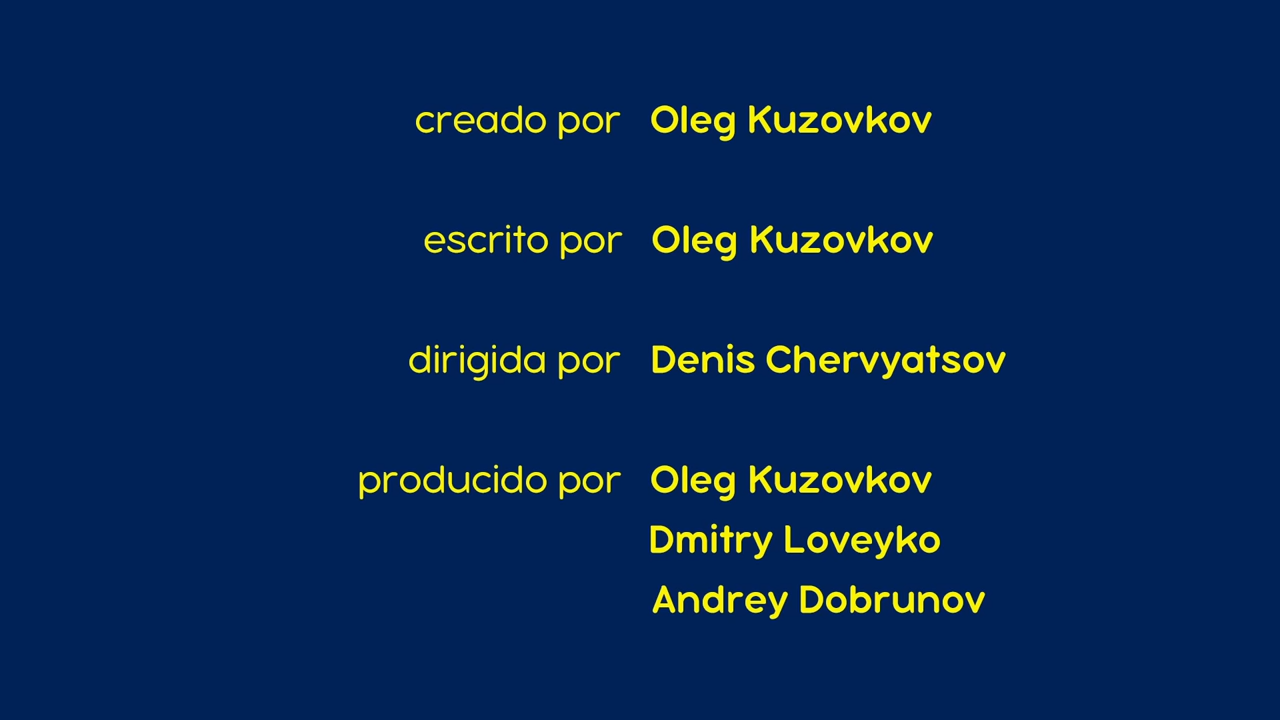 creado por Oleg Kuzovkov
escrito por Oleg Kuzovkov
dirigida por Denis Chervyatsov
producido por Oleg Kuzovkov
Dmitry Loveyko
Andrey Dobrunov